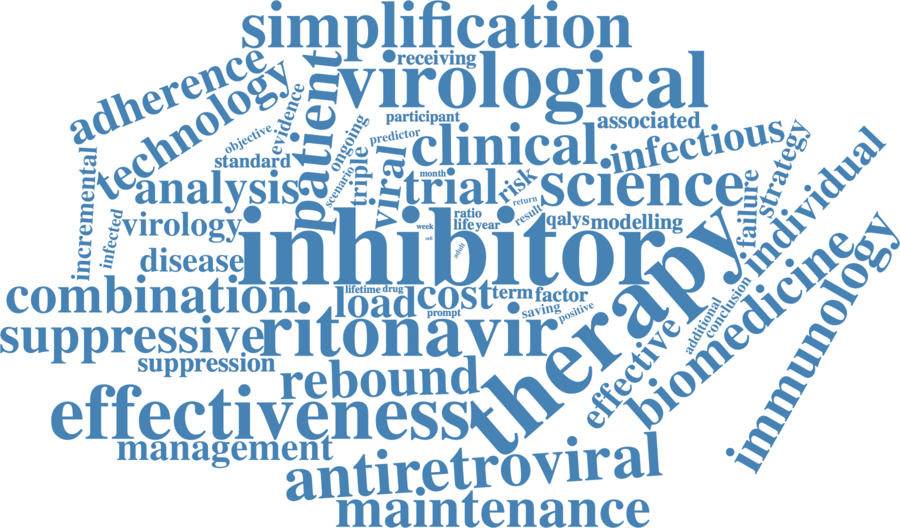 simplification
receiving
virological
adherence
technology
patient
evidence
objective
ongoing
participant
predictor
associated
standard
clinical
infectious
strategy
incremental
analysis
scenario
triple
viral
month
trial
risk
science
individual
return
result
infected
virology
week
ratio
life year
qalys
modelling
failure
cell
adult
disease
inhibitor
therapy
combination
lifetime drug
load
cost
term
factor
prompt
saving
positive
additional
conclusion
biomedicine
immunology
suppressive
ritonavir
effective
suppression
rebound
effectiveness
management
antiretroviral
maintenance